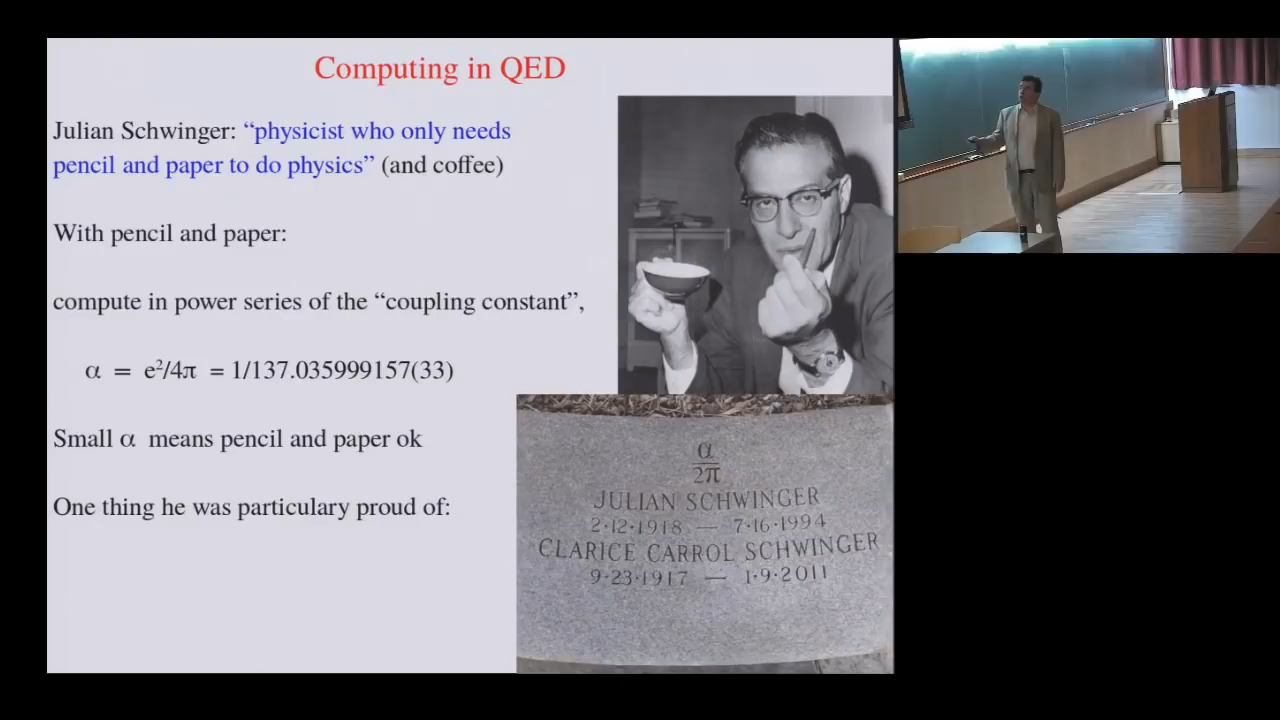 Computing in QED
Julian Schwinger: “physicist who only needs
pencil and paper to do physics” (and coffee)
With pencil and paper:
compute in power series of the “coupling constant”,
α = e²/4π = 1/137.035999157(33)
Small α means pencil and paper ok
One thing he was particulary proud of:
α
2π
JULIAN SCHWINGER
2·12·1918 — 7·16·1994
CLARICE CARROL SCHWINGER
9·23·1917 — 1·9·2011